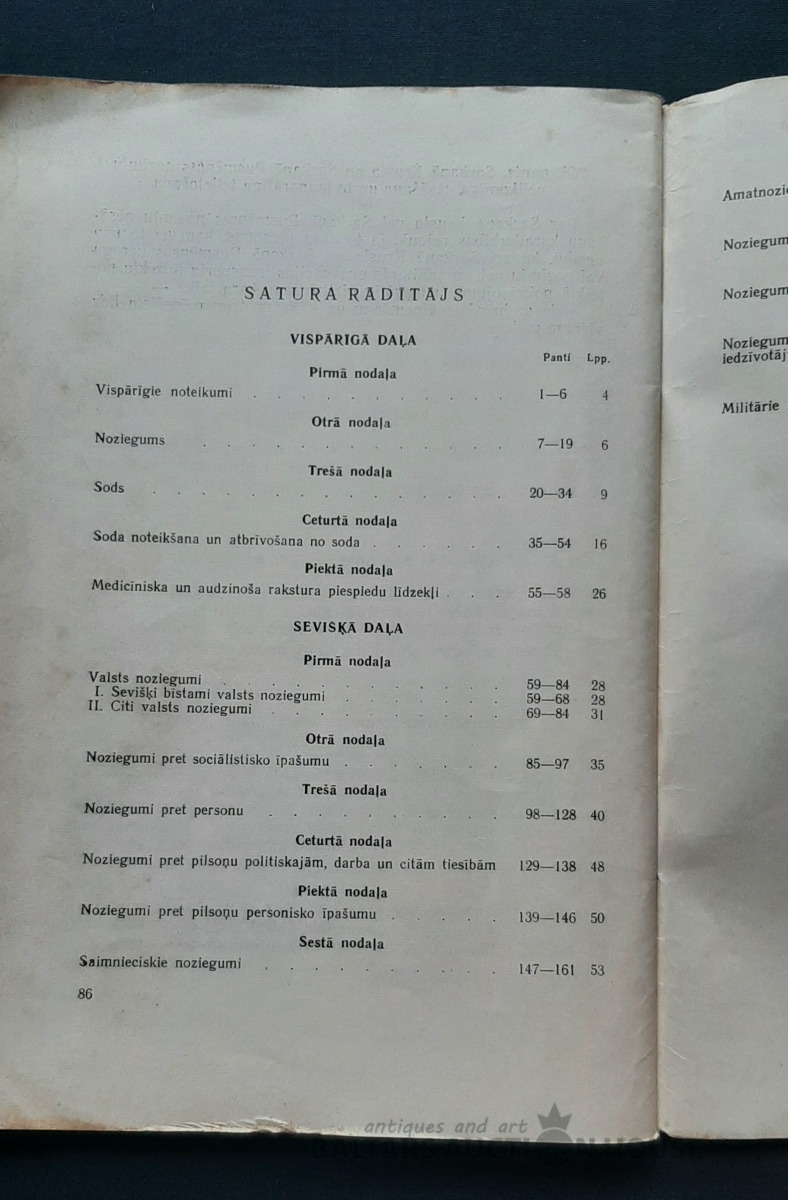 SATURA RĀDĪTĀJS
VISPĀRĪGĀ DAĻA
Panti Lpp.
Pirmā nodaļa
Vispārīgie noteikumi . . . . . . . . . . 1—6 4
Otrā nodaļa
Noziegums . . . . . . . . . . . . . 7—19 6
Trešā nodaļa
Sods . . . . . . . . . . . . . . . 20—34 9
Ceturtā nodaļa
Soda noteikšana un atbrīvošana no soda . . . . . . 35—54 16
Piektā nodaļa
Medicīniska un audzinoša rakstura piespiedu līdzekļi . . . 55—58 26
SEVIŠĶĀ DAĻA
Pirmā nodaļa
Valsts noziegumi . . . . . . . . . . . . 59—84 28
I. Sevišķi bīstami valsts noziegumi . . . . . . . 59—68 28
II. Citi valsts noziegumi . . . . . . . . . 69—84 31
Otrā nodaļa
Noziegumi pret sociālistisko īpašumu . . . . . . . 85—97 35
Trešā nodaļa
Noziegumi pret personu . . . . . . . . . . 98—128 40
Ceturtā nodaļa
Noziegumi pret pilsoņu politiskajām, darba un citām tiesībām 129—138 48
Piektā nodaļa
Noziegumi pret pilsoņu personisko īpašumu . . . . . 139—146 50
Sestā nodaļa
Saimnieciskie noziegumi . . . . . . . . . . 147—161 53
86
Amatnozie
Noziegum
Noziegum
Noziegum
iedzīvotāj
Militārie
antiques and art
BALTARS AUCTION HOUSE